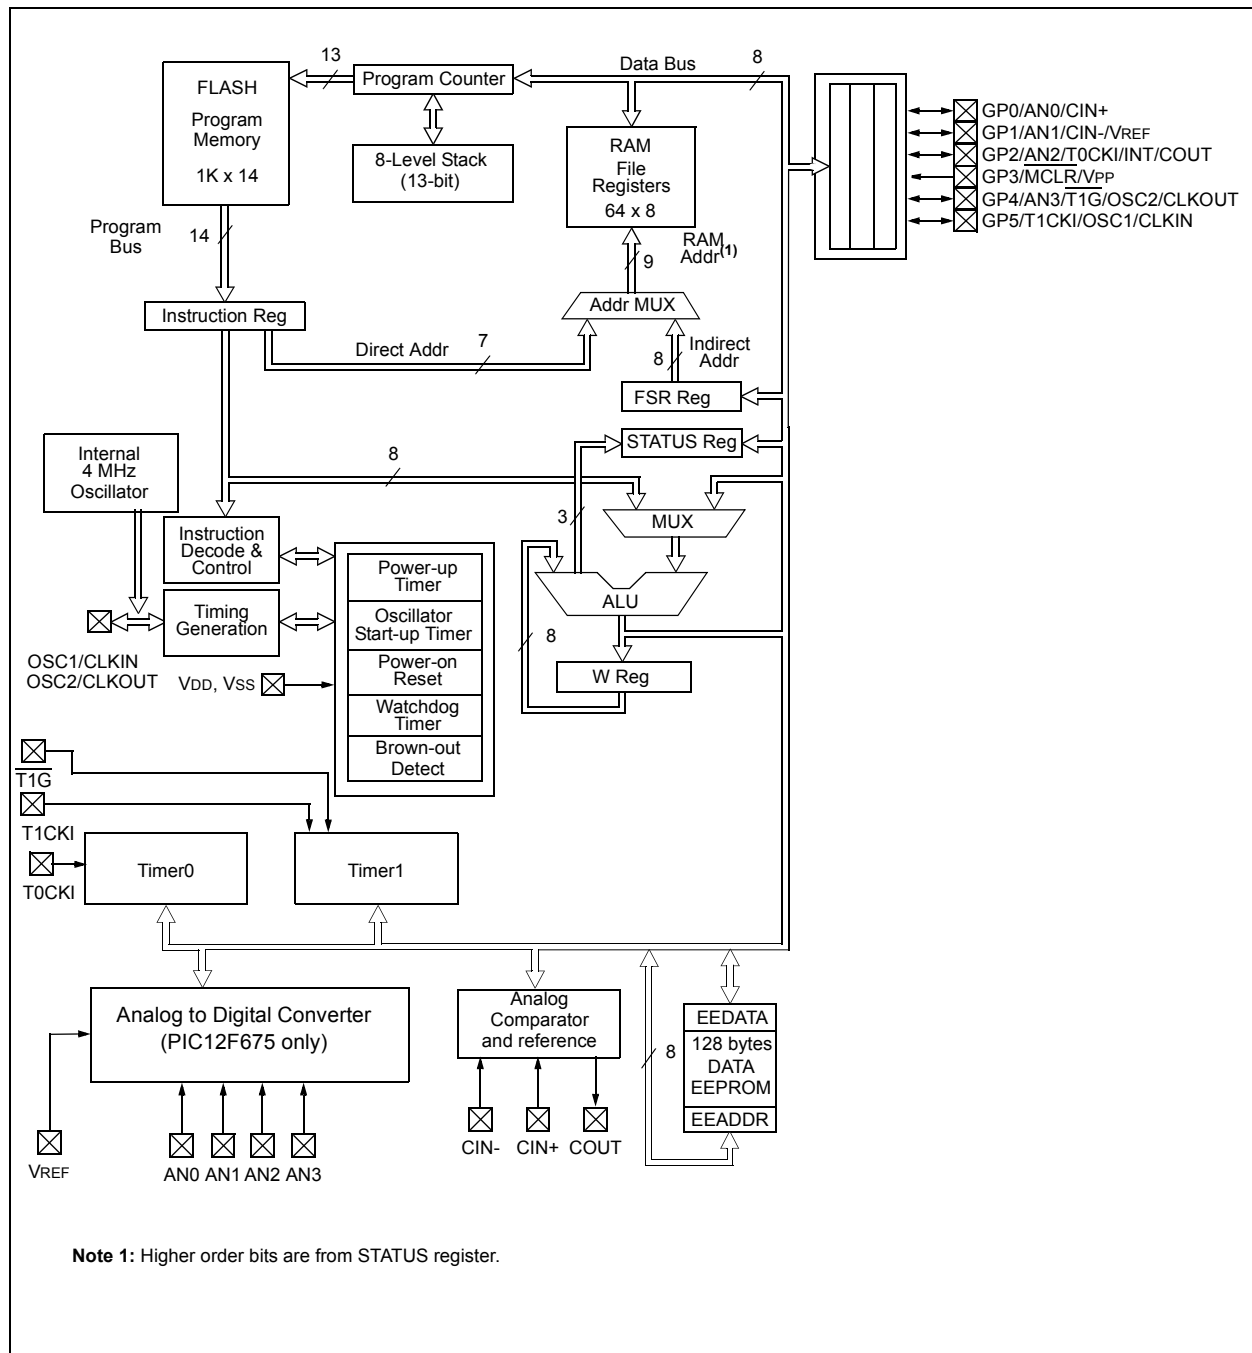 13
Data Bus
8
FLASH
Program
Memory
1K x 14
Program Counter
8-Level Stack
(13-bit)
RAM
File
Registers
64 x 8
GP0/AN0/CIN+
GP1/AN1/CIN-/VREF
GP2/AN2/T0CKI/INT/COUT
GP3/MCLR/VPP
GP4/AN3/T1G/OSC2/CLKOUT
GP5/T1CKI/OSC1/CLKIN
Program
Bus
14
RAM
Addr(1)
9
Addr MUX
Instruction Reg
Direct Addr
7
Indirect
Addr
8
FSR Reg
STATUS Reg
Internal
4 MHz
Oscillator
8
3
MUX
Instruction
Decode &
Control
Power-up
Timer
ALU
Timing
Generation
Oscillator
Start-up Timer
8
OSC1/CLKIN
OSC2/CLKOUT
VDD, VSS
Power-on
Reset
W Reg
Watchdog
Timer
Brown-out
Detect
T1G
T1CKI
T0CKI
Timer0
Timer1
Analog to Digital Converter
(PIC12F675 only)
Analog
Comparator
and reference
8
EEDATA
128 bytes
DATA
EEPROM
EEADDR
VREF
AN0 AN1 AN2 AN3
CIN- CIN+ COUT
Note 1: Higher order bits are from STATUS register.